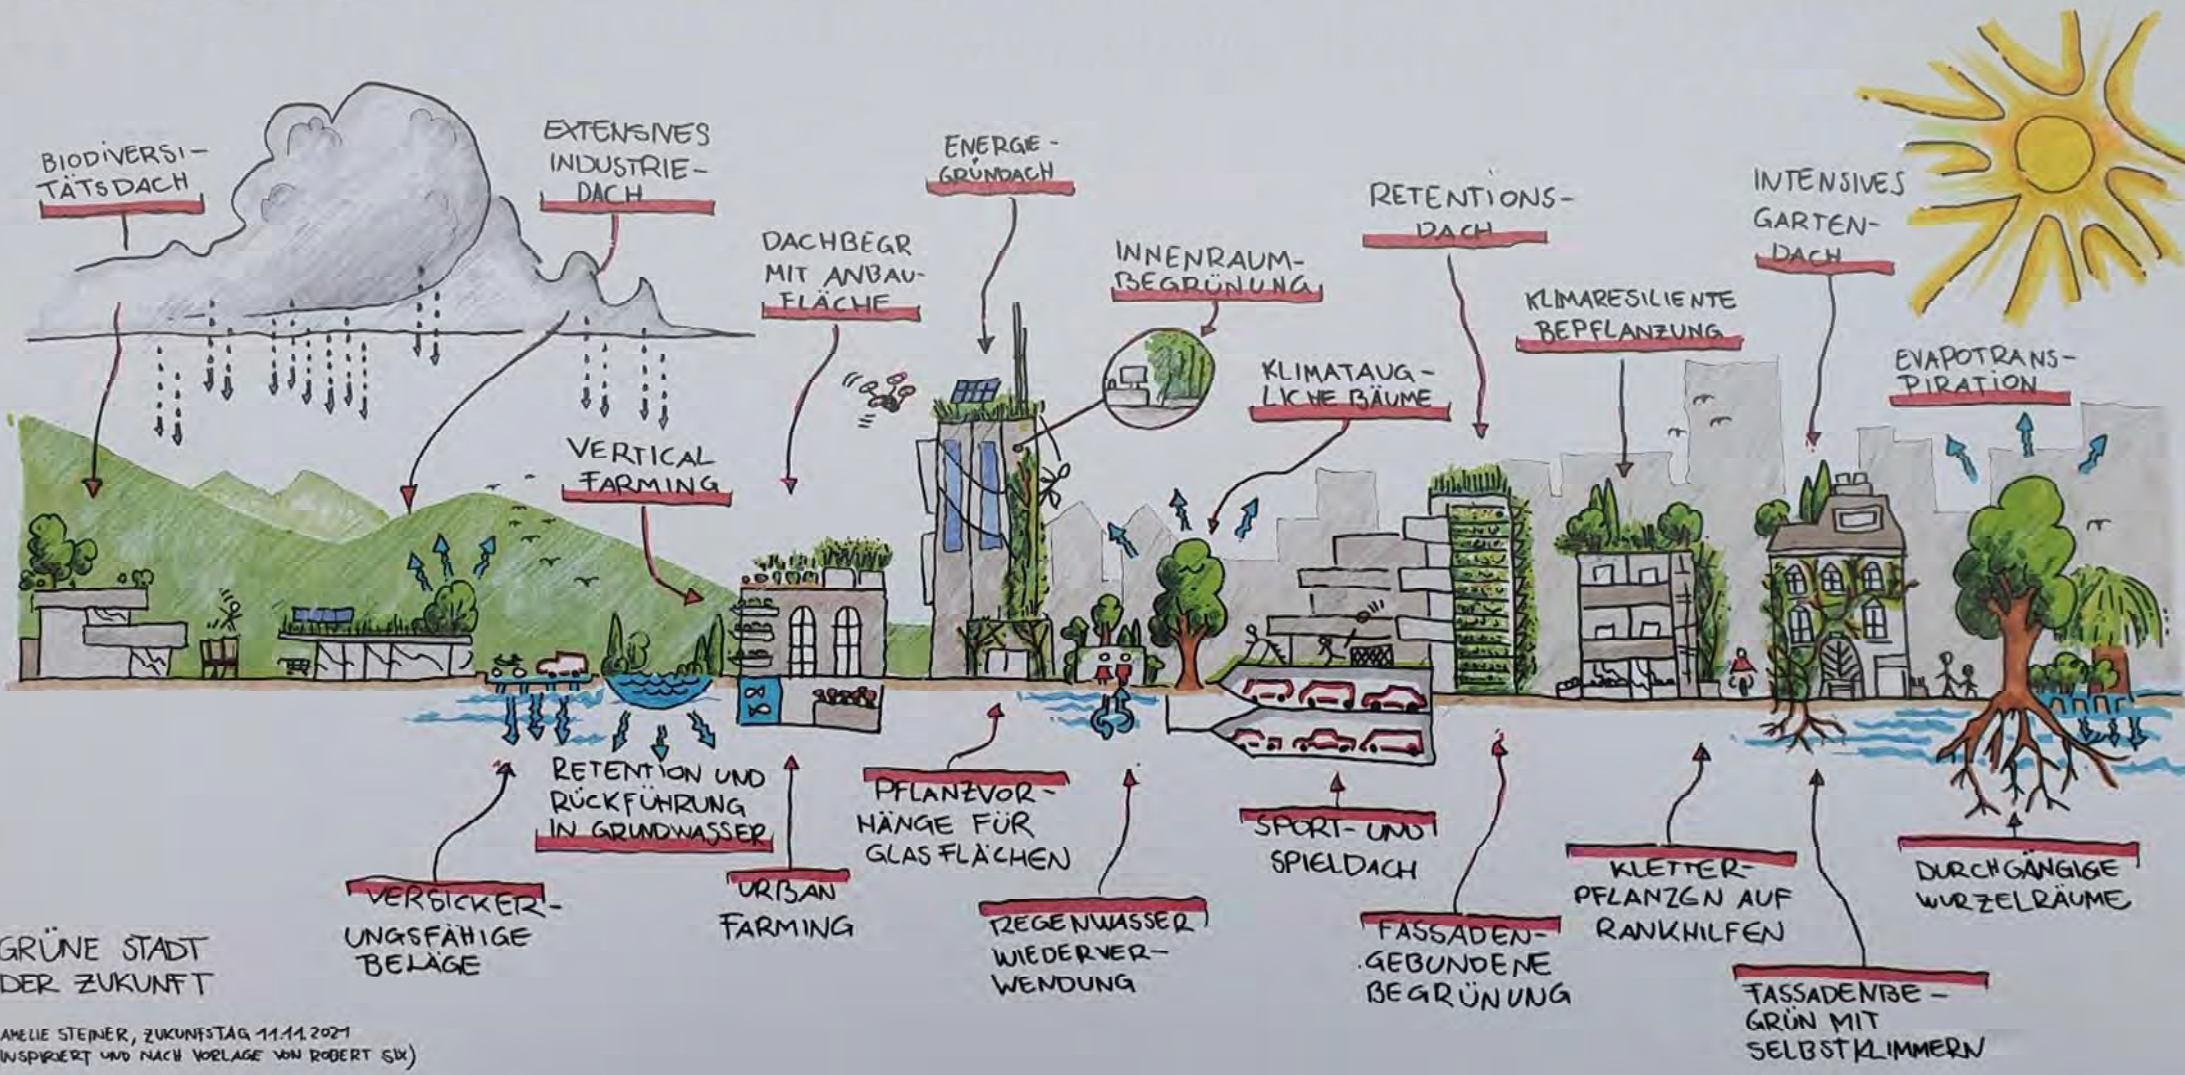 BIODIVERSI-
TÄTSDACH
EXTENSIVES
INDUSTRIE-
DACH
DACHBEGR
MIT ANBAU-
FLÄCHE
ENERGIE-
GRÜNDACH
INNENRAUM-
BEGRÜNUNG
KLIMATAUG-
LICHE BÄUME
RETENTIONS-
DACH
KLIMARESILIENTE
BEPFLANZUNG
INTENSIVES
GARTEN-
DACH
EVAPOTRANS-
PIRATION
VERTICAL
FARMING
VERSICKER-
UNGSFÄHIGE
BELÄGE
RETENTION UND
RÜCKFÜHRUNG
IN GRUNDWASSER
URBAN
FARMING
PFLANZVOR-
HÄNGE FÜR
GLASFLÄCHEN
REGENWASSER
WIEDERVER-
WENDUNG
SPORT- UND
SPIELDACH
FASSADEN-
GEBUNDENE
BEGRÜNUNG
KLETTER-
PFLANZEN AUF
RANKHILFEN
FASSADENBE-
GRÜN MIT
SELBSTKLIMMERN
DURCHGÄNGIGE
WURZELRÄUME
GRÜNE STADT
DER ZUKUNFT
AMELIE STEINER, ZUKUNFSTAG 11.11.2021
INSPIRIERT UND NACH VORLAGE VON ROBERT SIX)